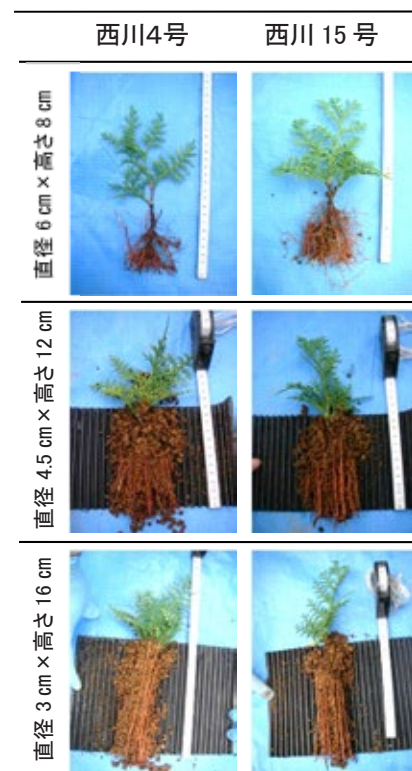 西川4号
西川 15 号
直径 6 cm×高さ 8 cm
直径 4.5 cm×高さ 12 cm
直径 3 cm×高さ 16 cm